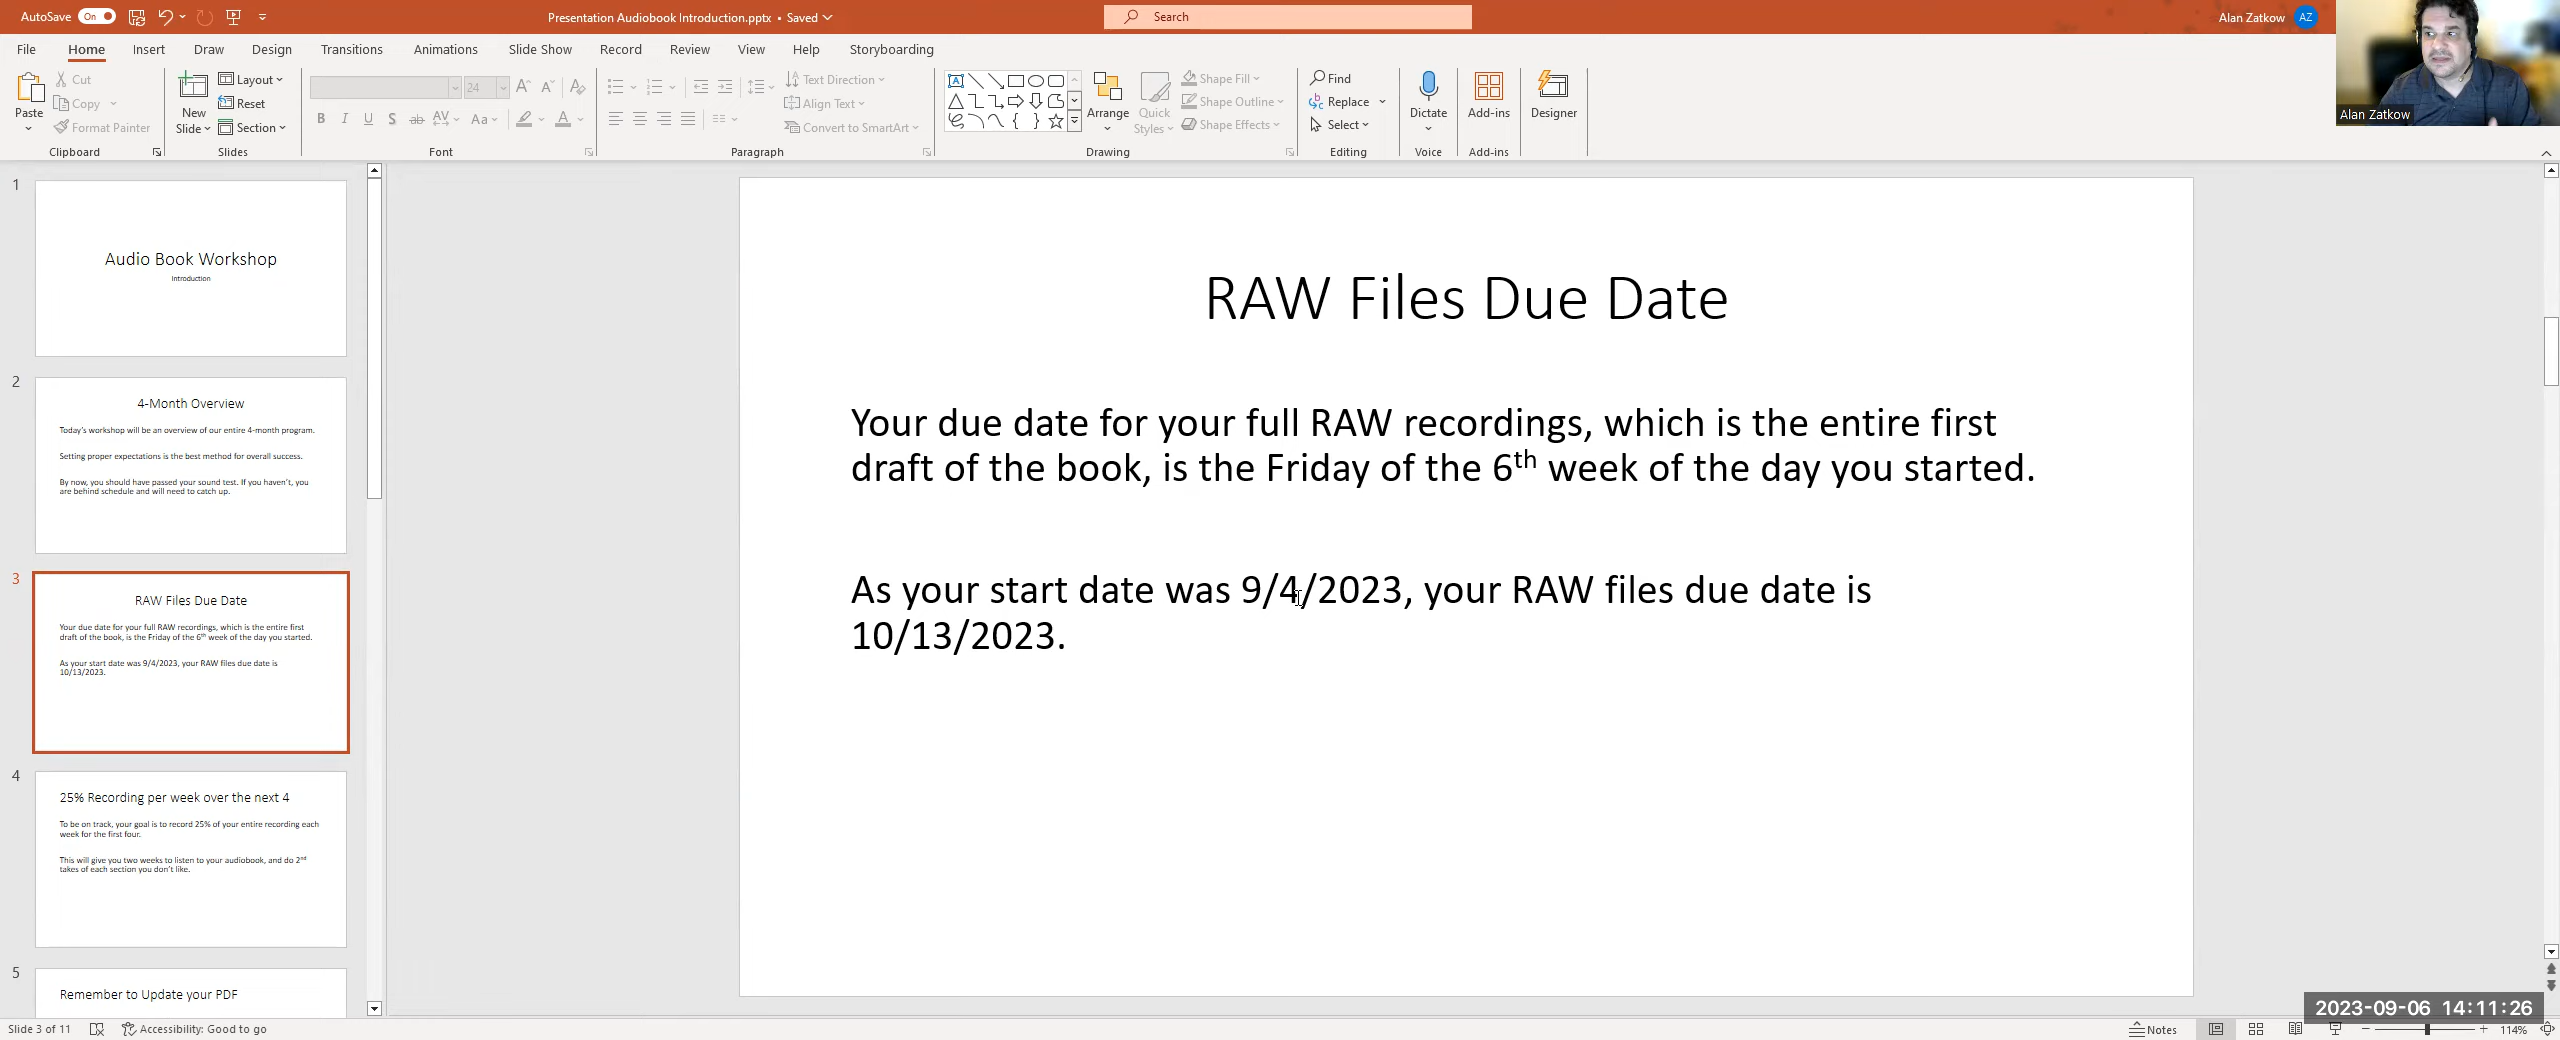 AutoSave On
Presentation Audiobook Introduction.pptx • Saved
Search
Alan Zatkow AZ
File Home Insert Draw Design Transitions Animations Slide Show Record Review View Help Storyboarding
Paste
Cut
Copy
Format Painter
Clipboard
New
Slide
Layout
Reset
Section
Slides
24
B I U S ab AV Aa A
Font
Text Direction
Align Text
Convert to SmartArt
Paragraph
Arrange
Quick
Styles
Shape Fill
Shape Outline
Shape Effects
Drawing
Find
Replace
Select
Editing
Dictate
Voice
Add-ins
Add-ins
Designer
Alan Zatkow
1
Audio Book Workshop
Introduction
2
4-Month Overview
Today's workshop will be an overview of our entire 4-month program.
Setting proper expectations is the best method for overall success.
By now, you should have passed your sound test. If you haven't, you
are behind schedule and will need to catch up.
3
RAW Files Due Date
Your due date for your full RAW recordings, which is the entire first
draft of the book, is the Friday of the 6th week of the day you started.
As your start date was 9/4/2023, your RAW files due date is
10/13/2023.
4
25% Recording per week over the next 4
To be on track, your goal is to record 25% of your entire recording each
week for the first four.
This will give you two weeks to listen to your audiobook, and do 2nd
takes of each section you don't like.
5
Remember to Update your PDF
RAW Files Due Date
Your due date for your full RAW recordings, which is the entire first
draft of the book, is the Friday of the 6th week of the day you started.
As your start date was 9/4/2023, your RAW files due date is
10/13/2023.
2023-09-06 14:11:26
Slide 3 of 11
Accessibility: Good to go
Notes
114%